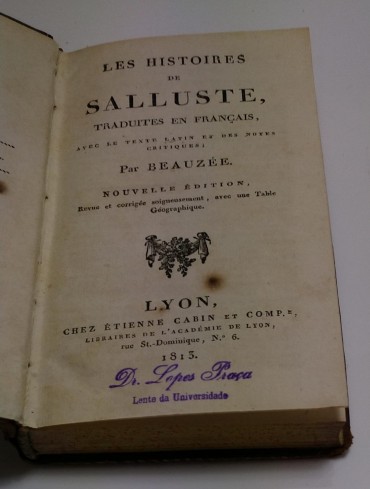 LES HISTOIRES
DE
SALLUSTE,
TRADUITES EN FRANÇAIS,
AVEC LE TEXTE LATIN ET DES NOTES
CRITIQUES;
Par BEAUZÉE.
NOUVELLE ÉDITION,
Revue et corrigée soigneusement, avec une Table
Géographique.
LYON,
CHEZ ÉTIENNE CABIN ET COMP.e,
LIBRAIRES DE L'ACADÉMIE DE LYON,
rue St.-Dominique, N.º 6.
1813.
Dr. Lopes Praça
Lente da Universidade